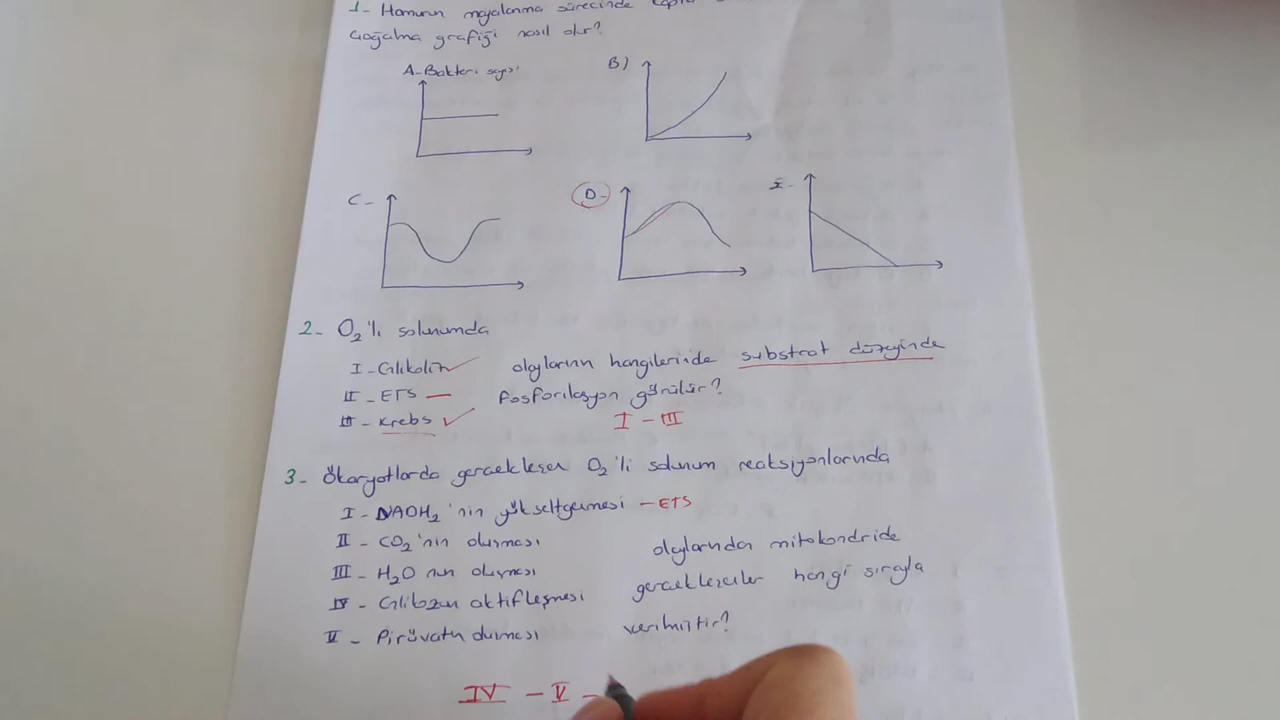 1- Hamurun mayalanma sürecinde
çoğalma grafiği nasıl olur?
A-Bakteri sayısı
B)
C-
D-
E-
2- O2'li solunumda
I-Glikoliz olaylarının hangilerinde substrat düzeyinde
II-ETS — fosforilasyon görülür?
III-Krebs I-III
3- Ökaryotlarda gerçekleşen O2'li solunum reaksiyonlarında
I-NADH2'nin yükseltgenmesi -ETS
II-CO2'nin oluşması olaylarından mitokondride
III-H2O nun oluşması gerçekleşenler hangi sırayla
IV-Glikozun aktifleşmesi verilmiştir?
V-Pirüvatın oluşması
IV-V-